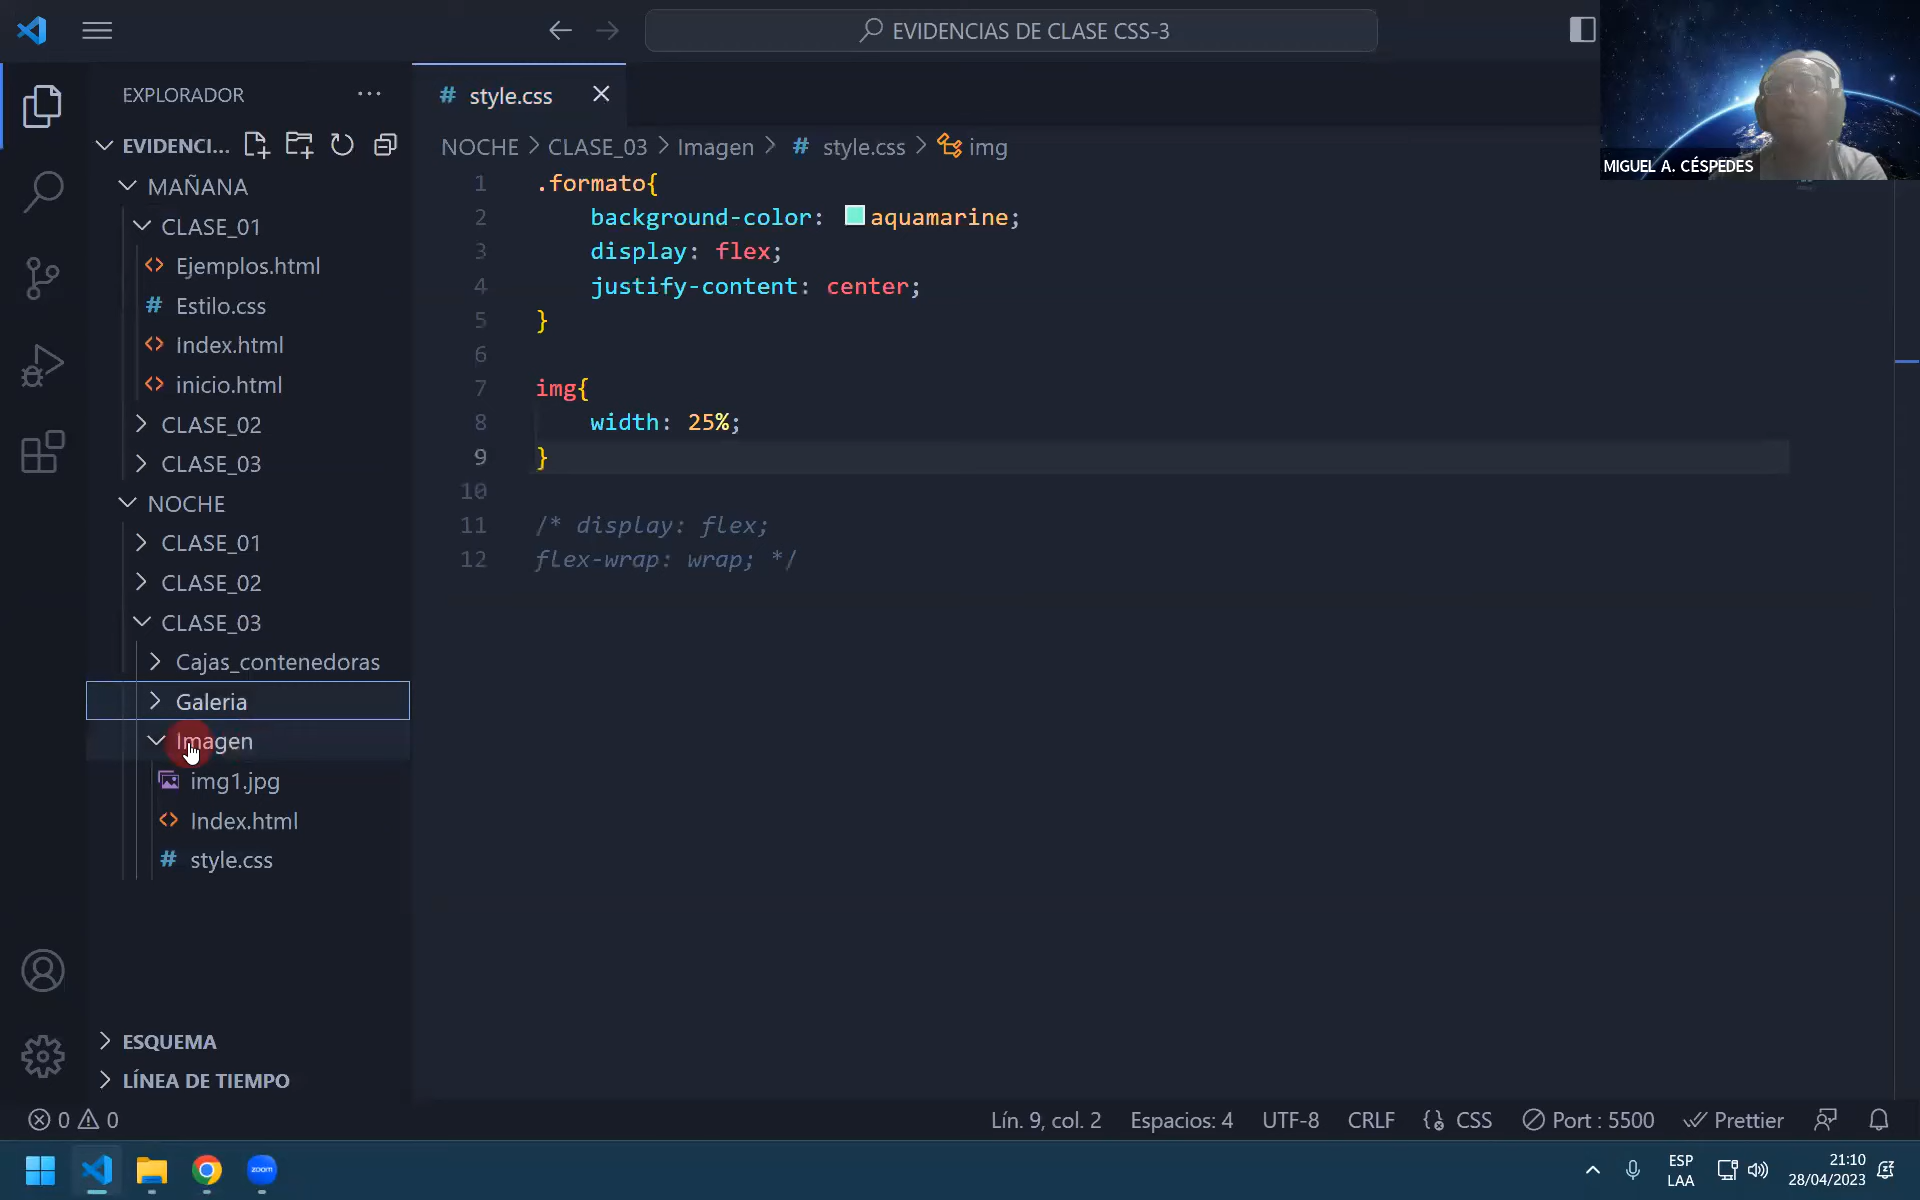 EVIDENCIAS DE CLASE CSS-3
MIGUEL A. CÉSPEDES
EXPLORADOR
EVIDENCI...
MAÑANA
CLASE_01
Ejemplos.html
Estilo.css
Index.html
inicio.html
CLASE_02
CLASE_03
NOCHE
CLASE_01
CLASE_02
CLASE_03
Cajas_contenedoras
Galeria
Imagen
img1.jpg
Index.html
style.css
ESQUEMA
LÍNEA DE TIEMPO
style.css
NOCHE > CLASE_03 > Imagen > # style.css > img
1 .formato{
2 background-color: aquamarine;
3 display: flex;
4 justify-content: center;
5 }
6
7 img{
8 width: 25%;
9 }
10
11 /* display: flex;
12 flex-wrap: wrap; */
0 0 Lín. 9, col. 2 Espacios: 4 UTF-8 CRLF {} CSS Port : 5500 Prettier
zoom
ESP
LAA
21:10
28/04/2023